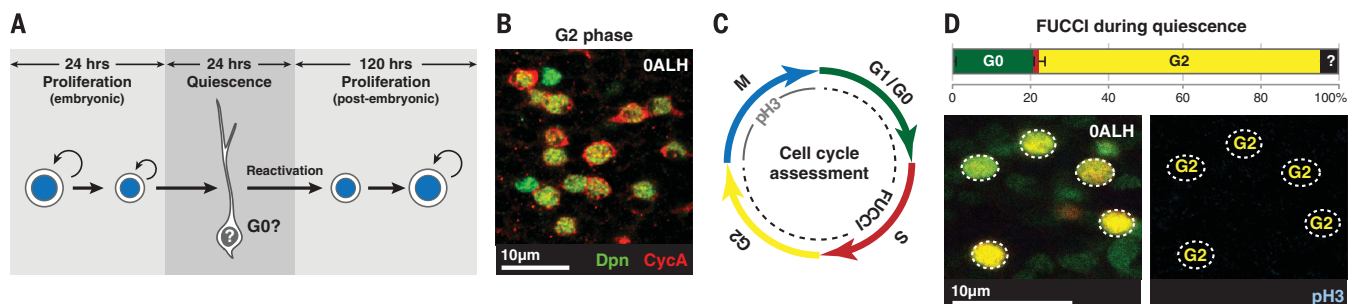 A
24 hrs
Proliferation
(embryonic)
24 hrs
Quiescence
120 hrs
Proliferation
(post-embryonic)
Reactivation
G0?
?
B
G2 phase
0ALH
10µm
Dpn
CycA
C
M
G1/G0
pH3
Cell cycle
assessment
FUCCI
G2
S
D
FUCCI during quiescence
G0
G2
?
0
20
40
60
80
100%
0ALH
10µm
G2
G2
G2
G2
G2
pH3